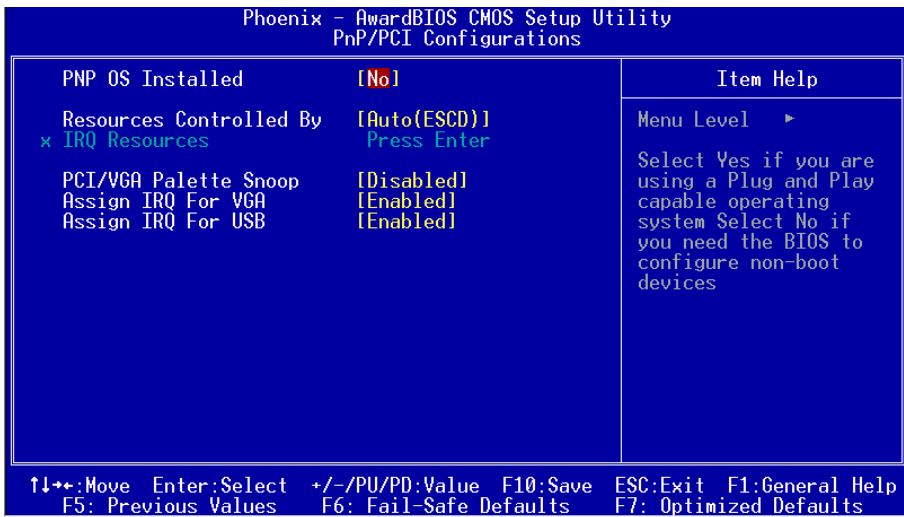 Phoenix - AwardBIOS CMOS Setup Utility
PnP/PCI Configurations
PNP OS Installed [No]
Resources Controlled By [Auto(ESCD)]
x IRQ Resources Press Enter
PCI/VGA Palette Snoop [Disabled]
Assign IRQ For VGA [Enabled]
Assign IRQ For USB [Enabled]
Item Help
Menu Level ►
Select Yes if you are
using a Plug and Play
capable operating
system Select No if
you need the BIOS to
configure non-boot
devices
↑↓→←:Move Enter:Select +/-/PU/PD:Value F10:Save ESC:Exit F1:General Help
F5: Previous Values F6: Fail-Safe Defaults F7: Optimized Defaults